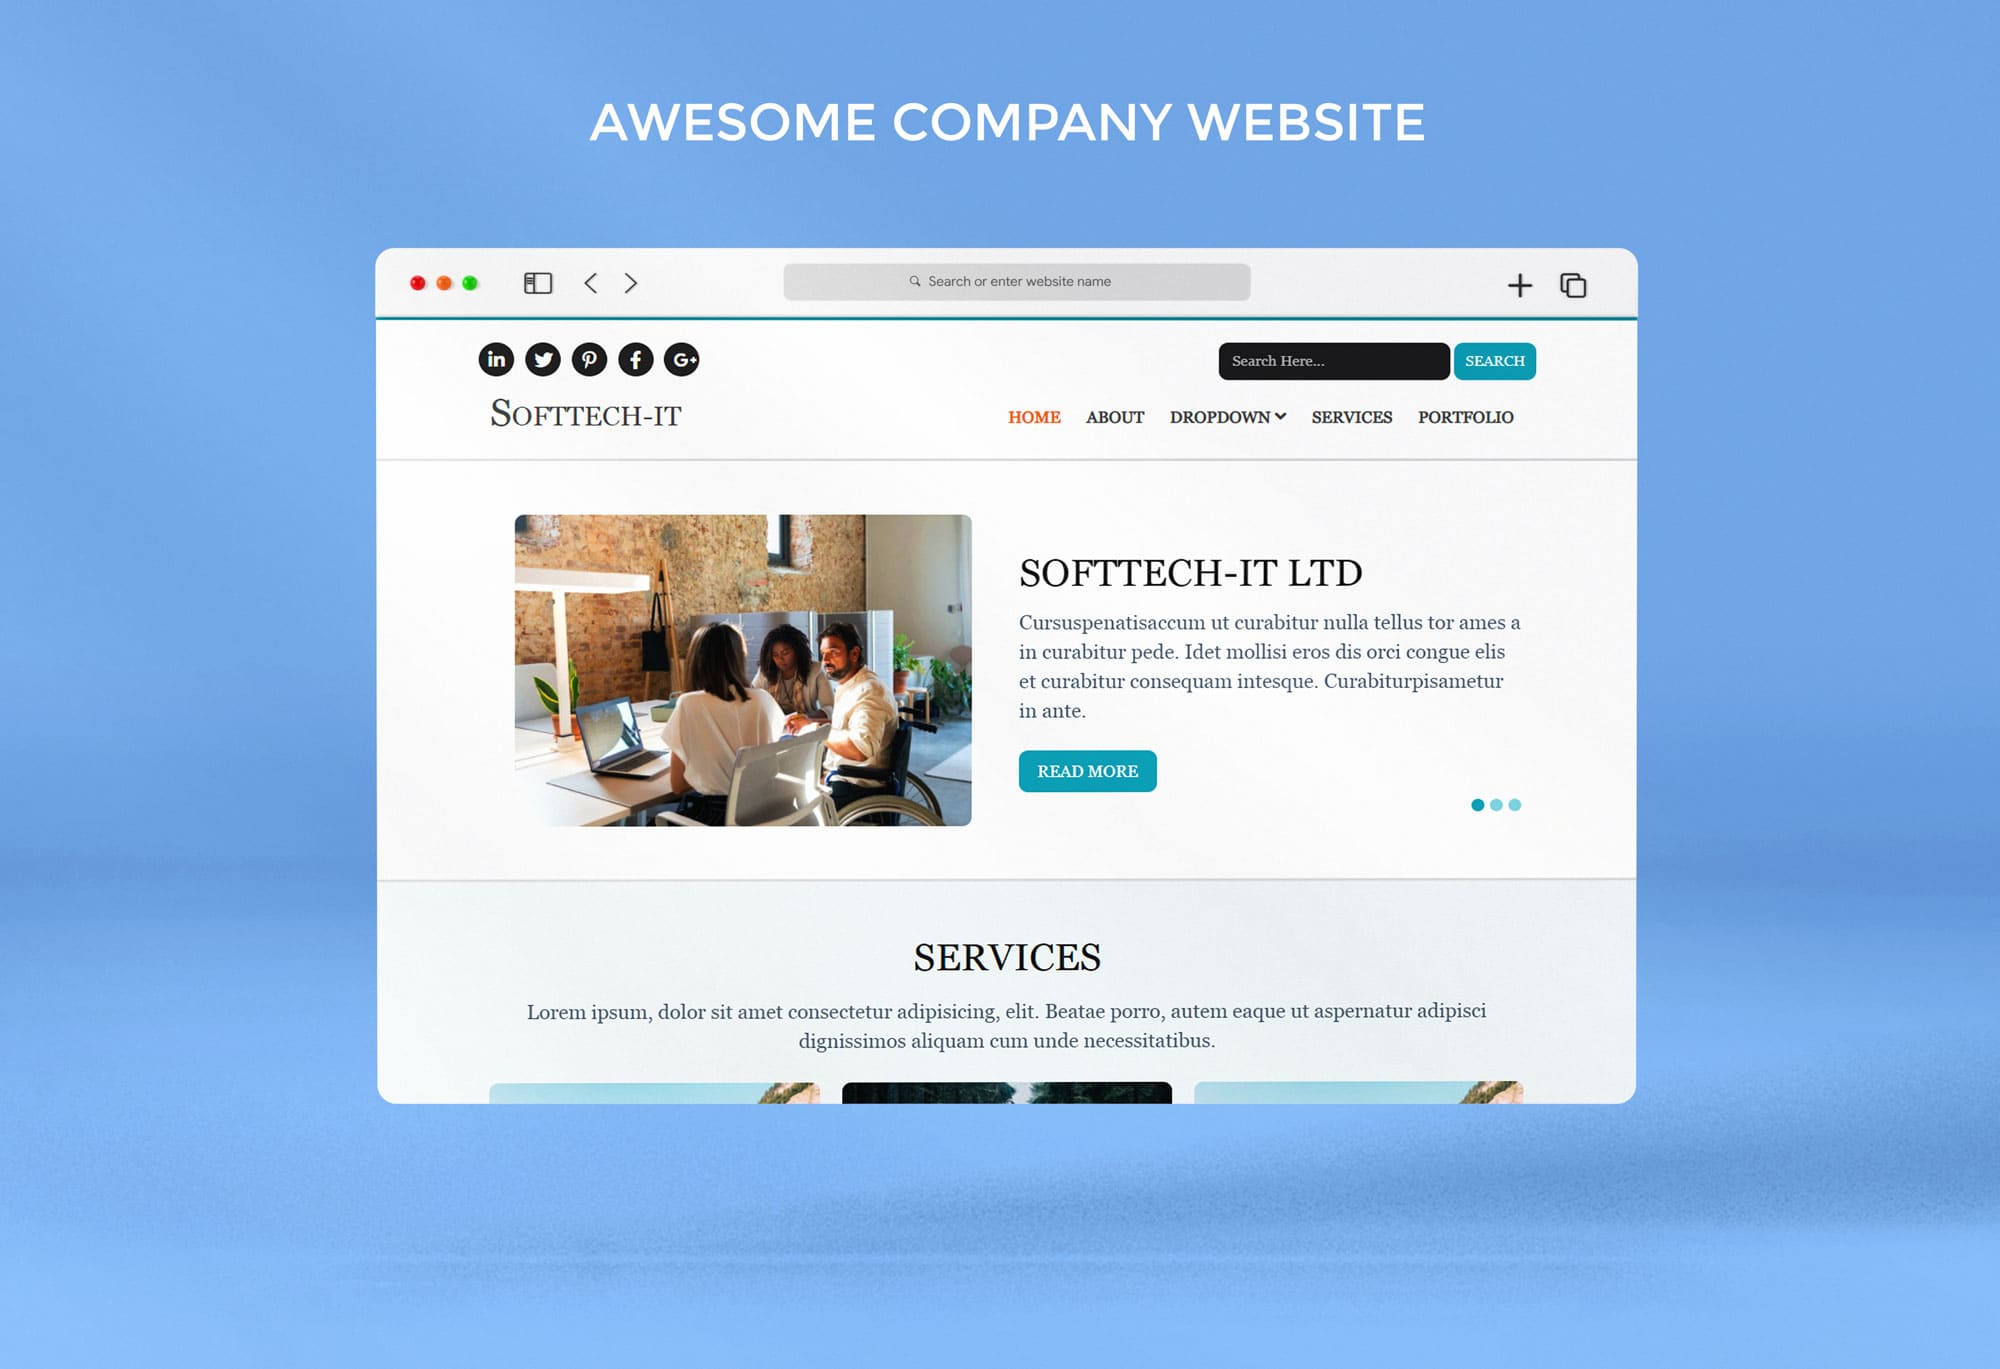 AWESOME COMPANY WEBSITE
Search or enter website name
in
G+
Search Here...
SEARCH
SOFTTECH-IT
HOME ABOUT DROPDOWN SERVICES PORTFOLIO
SOFTTECH-IT LTD
Cursuspenatisaccum ut curabitur nulla tellus tor ames a
in curabitur pede. Idet mollisi eros dis orci congue elis
et curabitur consequam intesque. Curabiturpisametur
in ante.
READ MORE
SERVICES
Lorem ipsum, dolor sit amet consectetur adipisicing, elit. Beatae porro, autem eaque ut aspernatur adipisci
dignissimos aliquam cum unde necessitatibus.